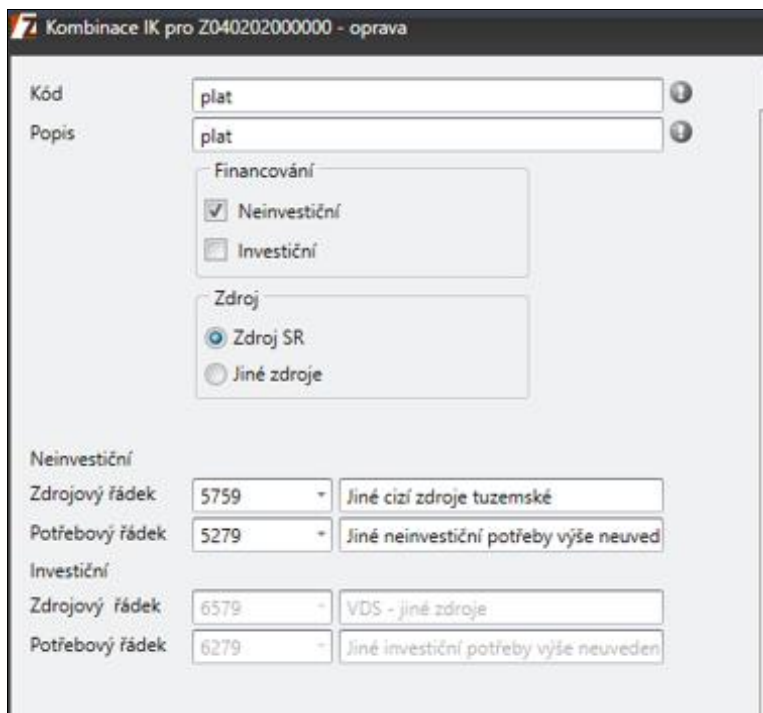 Kombinace IK pro Z040202000000 - oprava
Kód plat
Popis plat
Financování
Neinvestiční
Investiční
Zdroj
Zdroj SR
Jiné zdroje
Neinvestiční
Zdrojový řádek 5759 Jiné cizí zdroje tuzemské
Potřebový řádek 5279 Jiné neinvestiční potřeby výše neuved
Investiční
Zdrojový řádek 6579 VDS - jiné zdroje
Potřebový řádek 6279 Jiné investiční potřeby výše neuveden